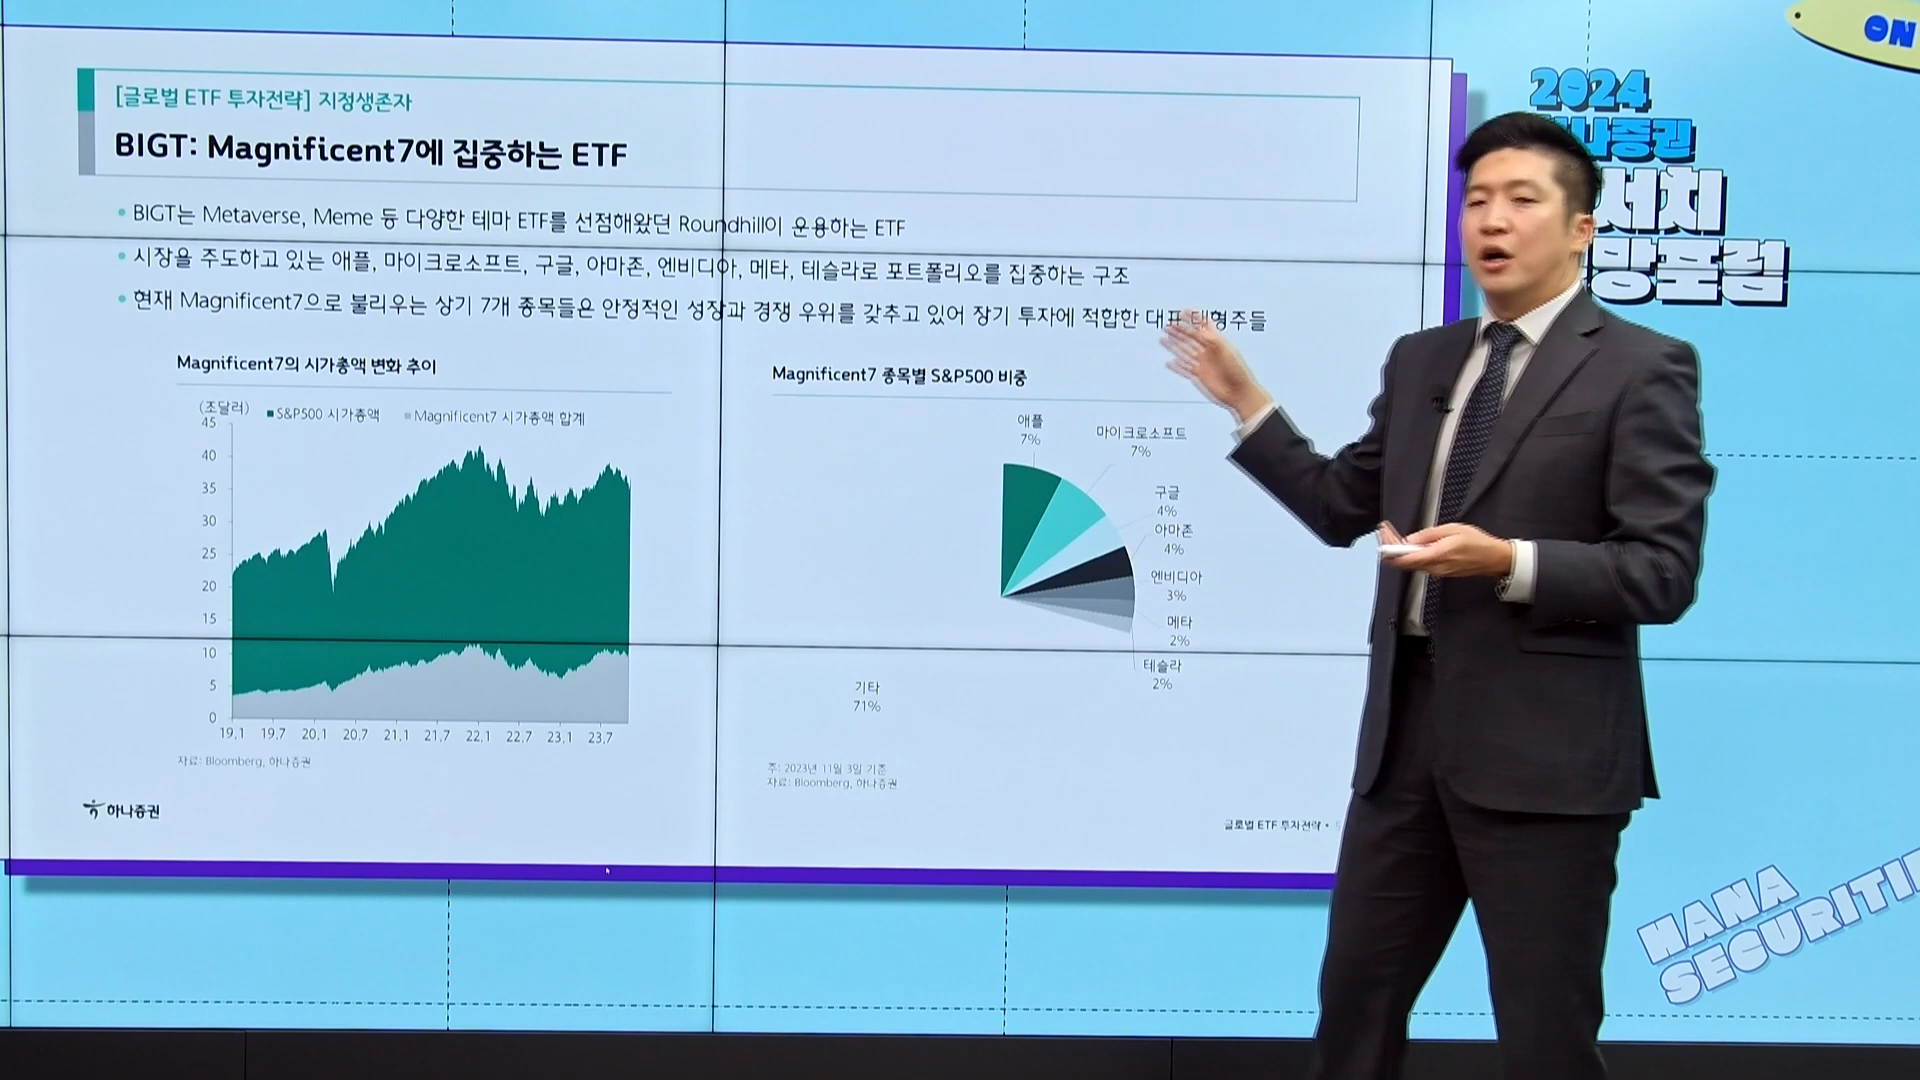 [글로벌 ETF 투자전략] 지정생존자
BIGT: Magnificent7에 집중하는 ETF
• BIGT는 Metaverse, Meme 등 다양한 테마 ETF를 선점해왔던 Roundhill이 운용하는 ETF
• 시장을 주도하고 있는 애플, 마이크로소프트, 구글, 아마존, 엔비디아, 메타, 테슬라로 포트폴리오를 집중하는 구조
• 현재 Magnificent7으로 불리우는 상기 7개 종목들은 안정적인 성장과 경쟁 우위를 갖추고 있어 장기 투자에 적합한 대표 대형주들
Magnificent7의 시가총액 변화 추이
(조달러)
S&P500 시가총액
Magnificent7 시가총액 합계
45
40
35
30
25
20
15
10
5
0
19.1 19.7 20.1 20.7 21.1 21.7 22.1 22.7 23.1 23.7
자료: Bloomberg, 하나증권
Magnificent7 종목별 S&P500 비중
애플
7%
마이크로소프트
7%
구글
4%
아마존
4%
엔비디아
3%
메타
2%
테슬라
2%
기타
71%
주: 2023년 11월 3일 기준
자료: Bloomberg, 하나증권
하나증권
글로벌 ETF 투자전략 •
ON
2024
나증권
서치
망포럼
HANA
SECURITI